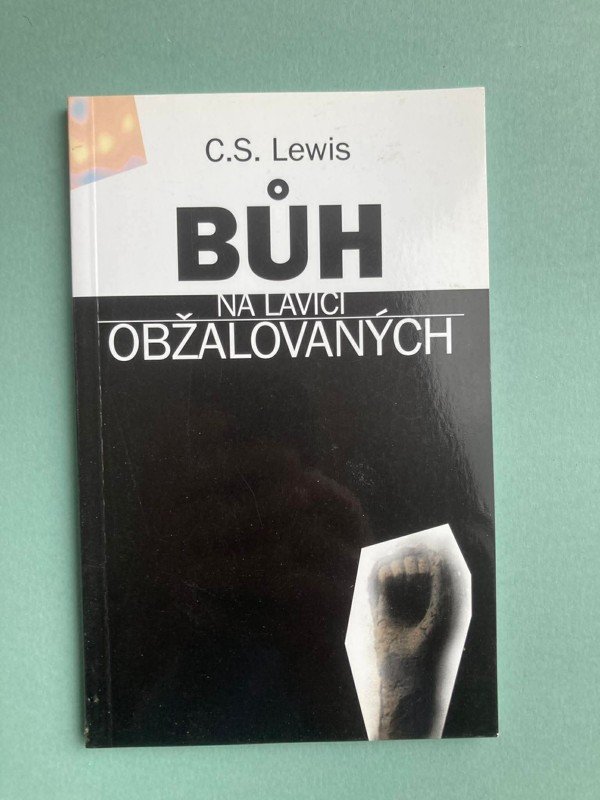 C.S. Lewis
BŮH
NA LAVICI
OBŽALOVANÝCH